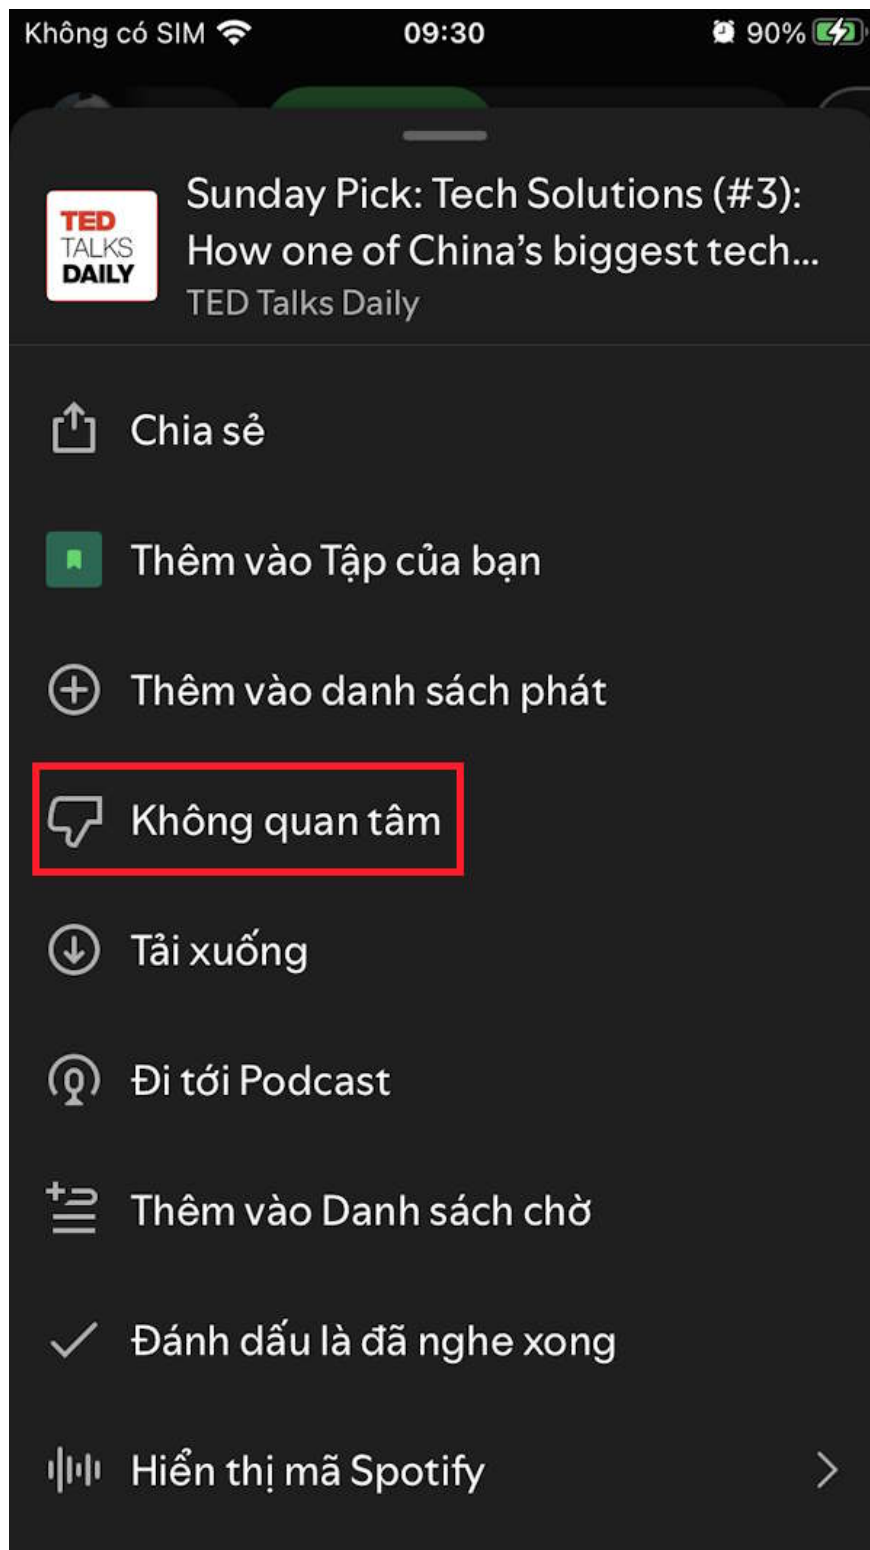 Không có SIM 09:30 90%
TED
TALKS
DAILY
Sunday Pick: Tech Solutions (#3):
How one of China’s biggest tech...
TED Talks Daily
Chia sẻ
Thêm vào Tập của bạn
Thêm vào danh sách phát
Không quan tâm
Tải xuống
Đi tới Podcast
Thêm vào Danh sách chờ
Đánh dấu là đã nghe xong
Hiển thị mã Spotify